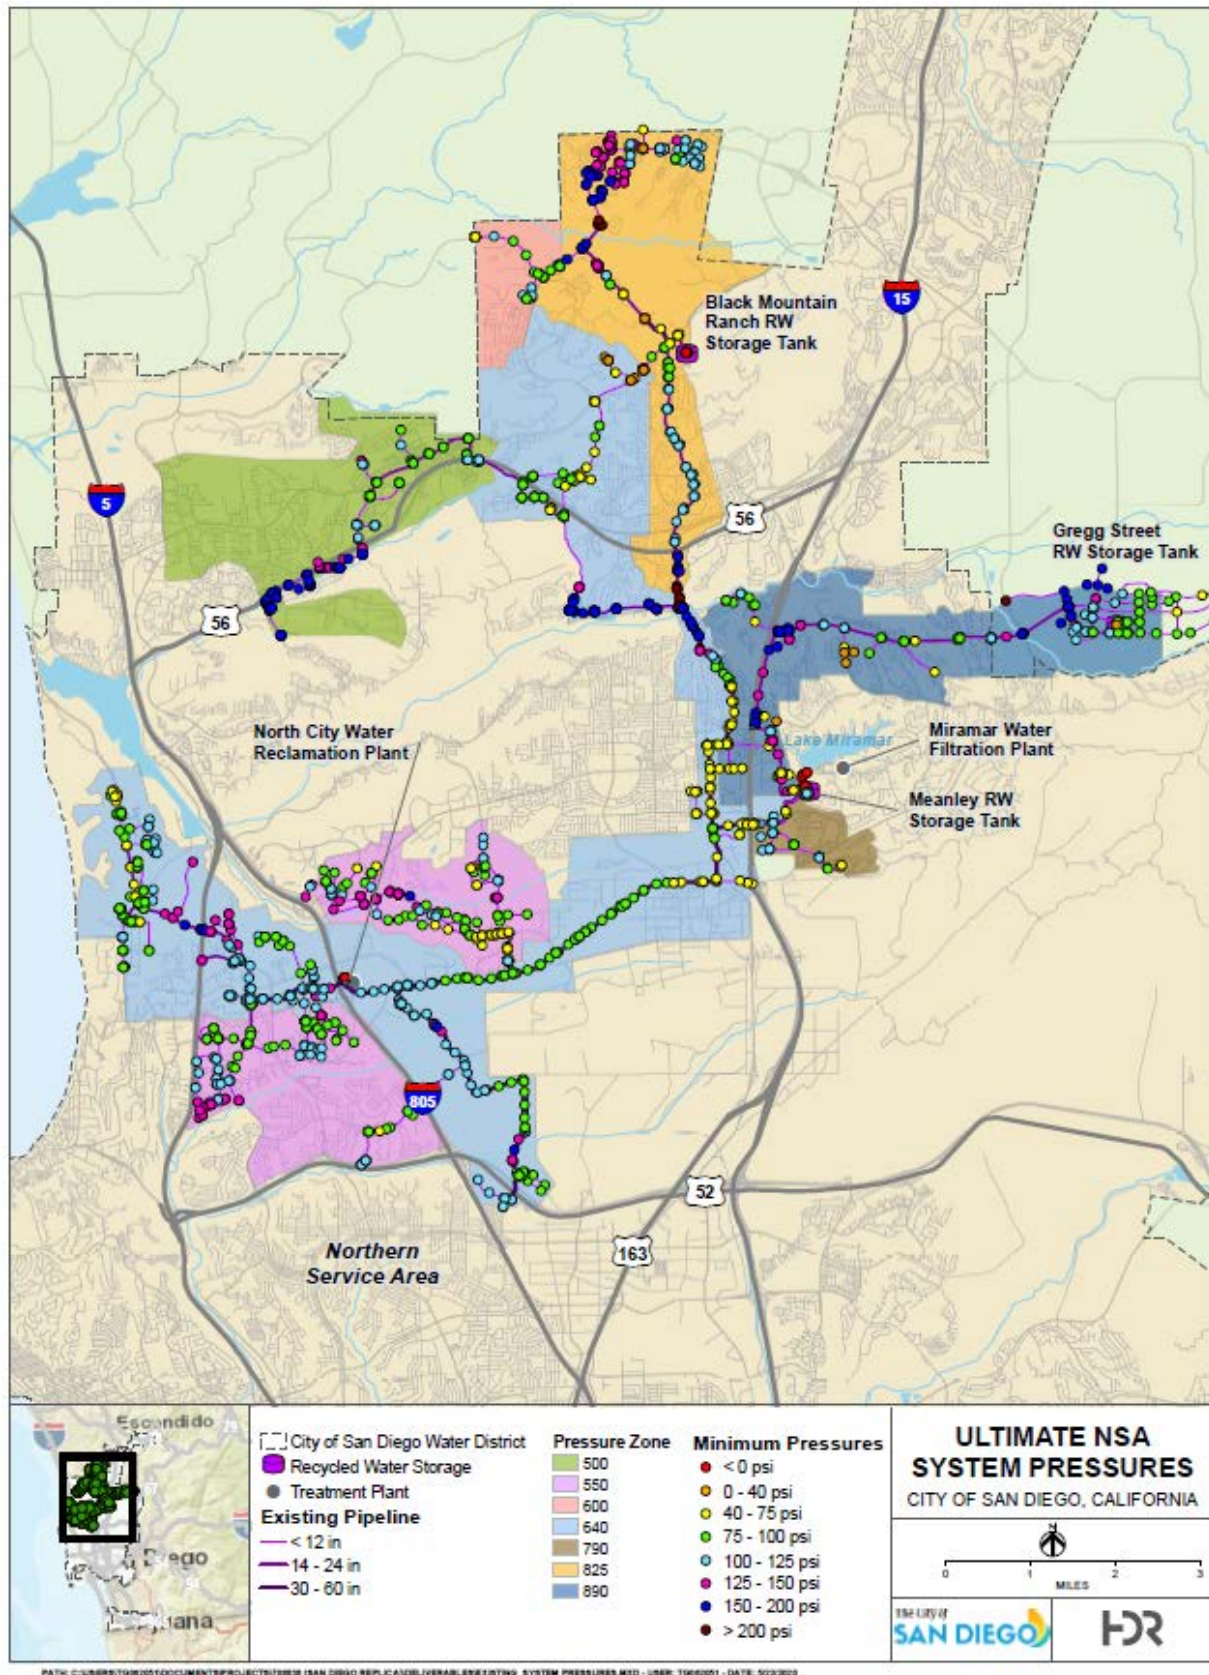 Black Mountain
Ranch RW
Storage Tank
15
5
56
Gregg Street
RW Storage Tank
56
North City Water
Reclamation Plant
Lake Miramar
Miramar Water
Filtration Plant
Meanley RW
Storage Tank
805
52
163
Northern
Service Area
Escondido
Diego
uana
City of San Diego Water District
Recycled Water Storage
Treatment Plant
Existing Pipeline
< 12 in
14 - 24 in
30 - 60 in
Pressure Zone
500
550
600
640
790
825
890
Minimum Pressures
< 0 psi
0 - 40 psi
40 - 75 psi
75 - 100 psi
100 - 125 psi
125 - 150 psi
150 - 200 psi
> 200 psi
ULTIMATE NSA
SYSTEM PRESSURES
CITY OF SAN DIEGO, CALIFORNIA
N
0 1 2 3
MILES
The City of
SAN DIEGO
HDR